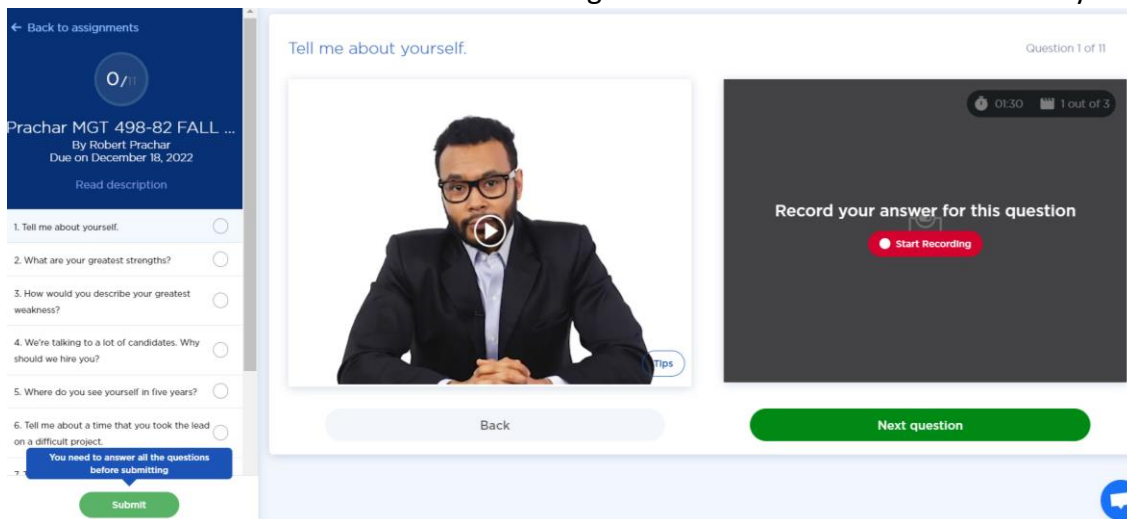 ← Back to assignments
0/11
Prachar MGT 498-82 FALL ...
By Robert Prachar
Due on December 18, 2022
Read description
1. Tell me about yourself.
2. What are your greatest strengths?
3. How would you describe your greatest
weakness?
4. We're talking to a lot of candidates. Why
should we hire you?
5. Where do you see yourself in five years?
6. Tell me about a time that you took the lead
on a difficult project.
You need to answer all the questions
before submitting
Submit
Tell me about yourself.
Question 1 of 11
Tips
01:30 1 out of 3
Record your answer for this question
Start Recording
Back
Next question